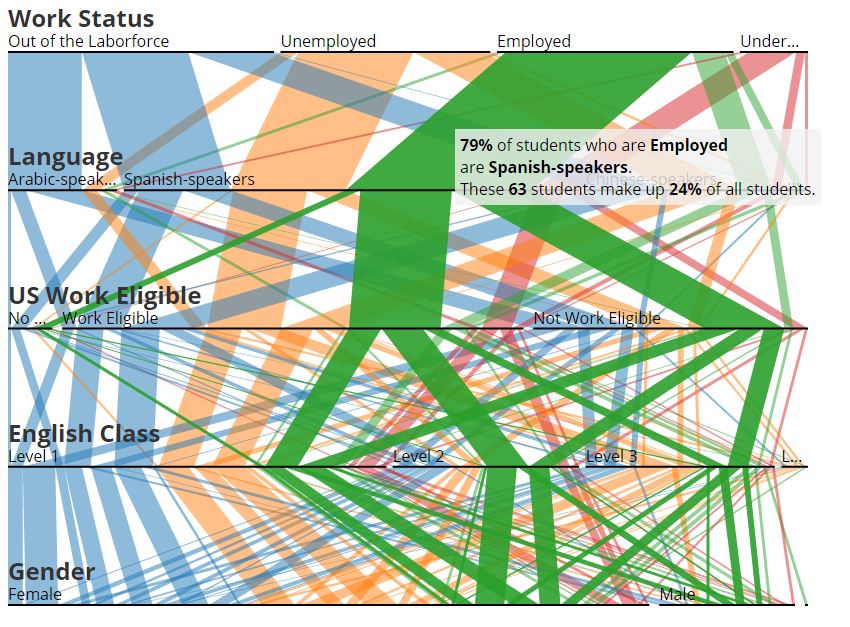 Work Status
Out of the Laborforce Unemployed Employed Under...
79% of students who are Employed
are Spanish-speakers.
These 63 students make up 24% of all students.
Language
Arabic-speak... Spanish-speakers Chinese-speakers
US Work Eligible
No ... Work Eligible Not Work Eligible
English Class
Level 1 Level 2 Level 3 L...
Gender
Female Male